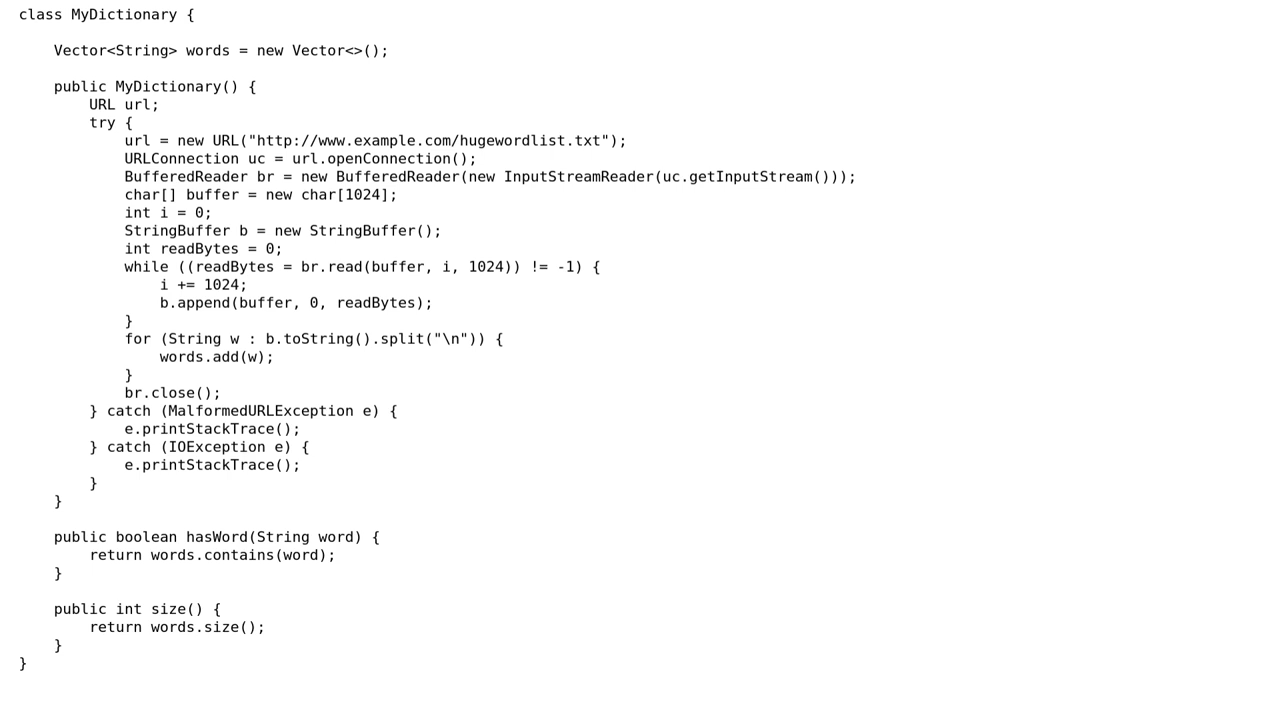 class MyDictionary {
Vector<String> words = new Vector<>();
public MyDictionary() {
URL url;
try {
url = new URL("http://www.example.com/hugewordlist.txt");
URLConnection uc = url.openConnection();
BufferedReader br = new BufferedReader(new InputStreamReader(uc.getInputStream()));
char[] buffer = new char[1024];
int i = 0;
StringBuffer b = new StringBuffer();
int readBytes = 0;
while ((readBytes = br.read(buffer, i, 1024)) != -1) {
i += 1024;
b.append(buffer, 0, readBytes);
}
for (String w : b.toString().split("\n")) {
words.add(w);
}
br.close();
} catch (MalformedURLException e) {
e.printStackTrace();
} catch (IOException e) {
e.printStackTrace();
}
}
public boolean hasWord(String word) {
return words.contains(word);
}
public int size() {
return words.size();
}
}